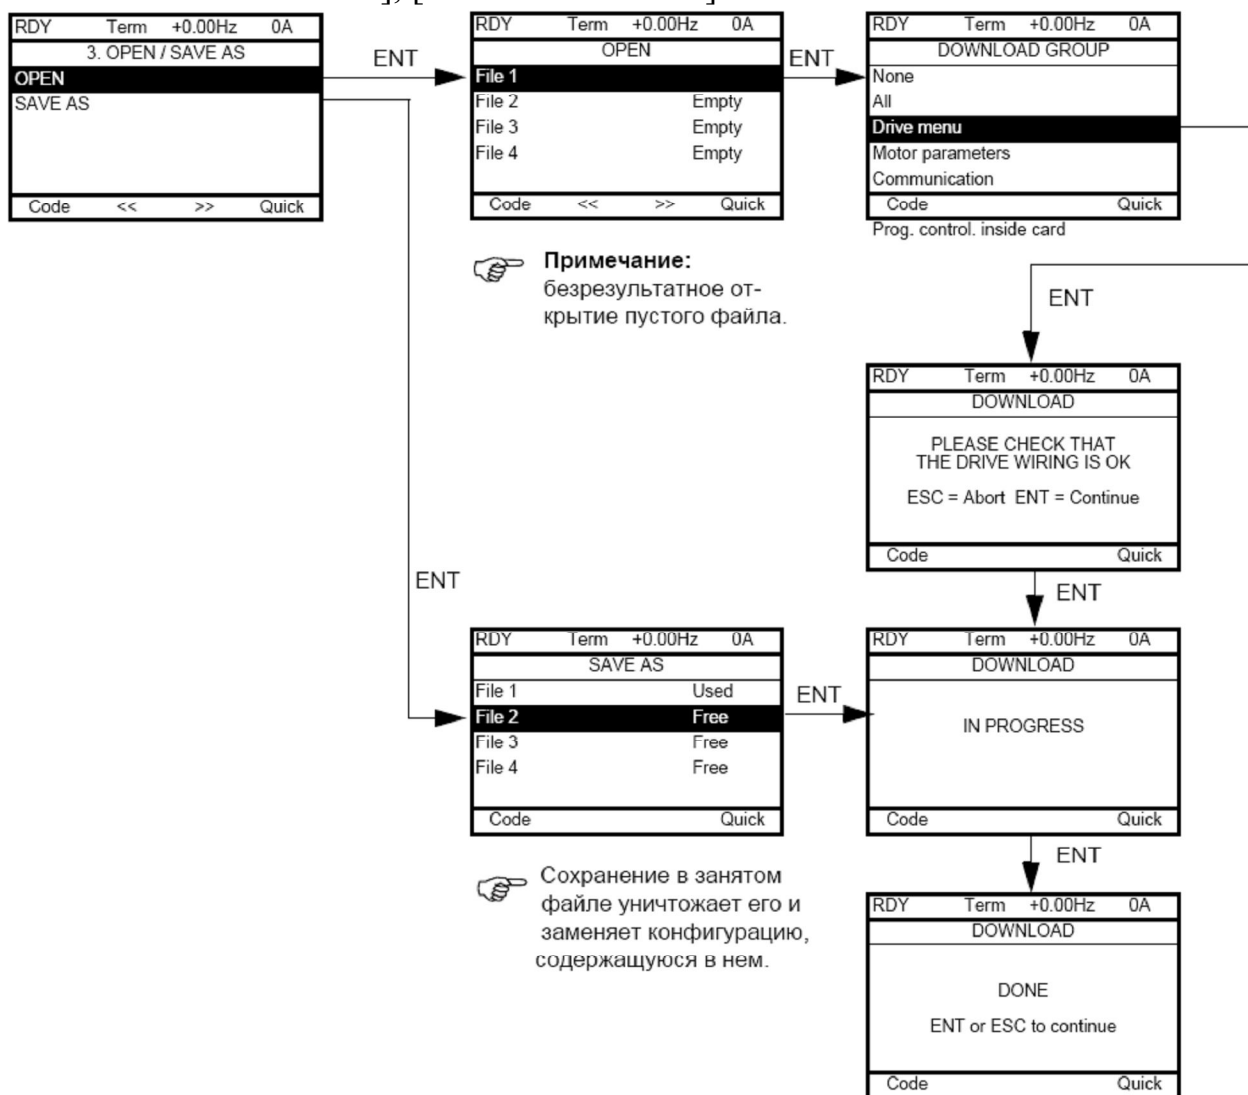 ], [
RDY Term +0.00Hz 0A
3. OPEN / SAVE AS
OPEN
SAVE AS
Code << >> Quick
ENT
RDY Term +0.00Hz 0A
OPEN
File 1
File 2 Empty
File 3 Empty
File 4 Empty
Code << >> Quick
ENT
RDY Term +0.00Hz 0A
DOWNLOAD GROUP
None
All
Drive menu
Motor parameters
Communication
Code Quick
Prog. control. inside card
Примечание:
безрезультатное от-
крытие пустого файла.
ENT
RDY Term +0.00Hz 0A
DOWNLOAD
PLEASE CHECK THAT
THE DRIVE WIRING IS OK
ESC = Abort ENT = Continue
Code Quick
ENT
ENT
RDY Term +0.00Hz 0A
SAVE AS
File 1 Used
File 2 Free
File 3 Free
File 4 Free
Code Quick
ENT
RDY Term +0.00Hz 0A
DOWNLOAD
IN PROGRESS
Code Quick
ENT
Сохранение в занятом
файле уничтожает его и
заменяет конфигурацию,
содержащуюся в нем.
RDY Term +0.00Hz 0A
DOWNLOAD
DONE
ENT or ESC to continue
Code Quick